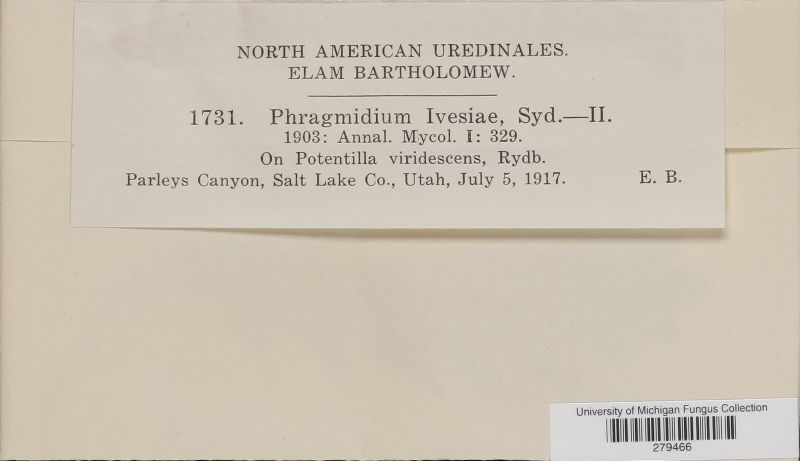 NORTH AMERICAN UREDINALES.
ELAM BARTHOLOMEW.
1731. Phragmidium Ivesiae, Syd.—II.
1903: Annal. Mycol. I: 329.
On Potentilla viridescens, Rydb.
Parleys Canyon, Salt Lake Co., Utah, July 5, 1917. E. B.
University of Michigan Fungus Collection
279466